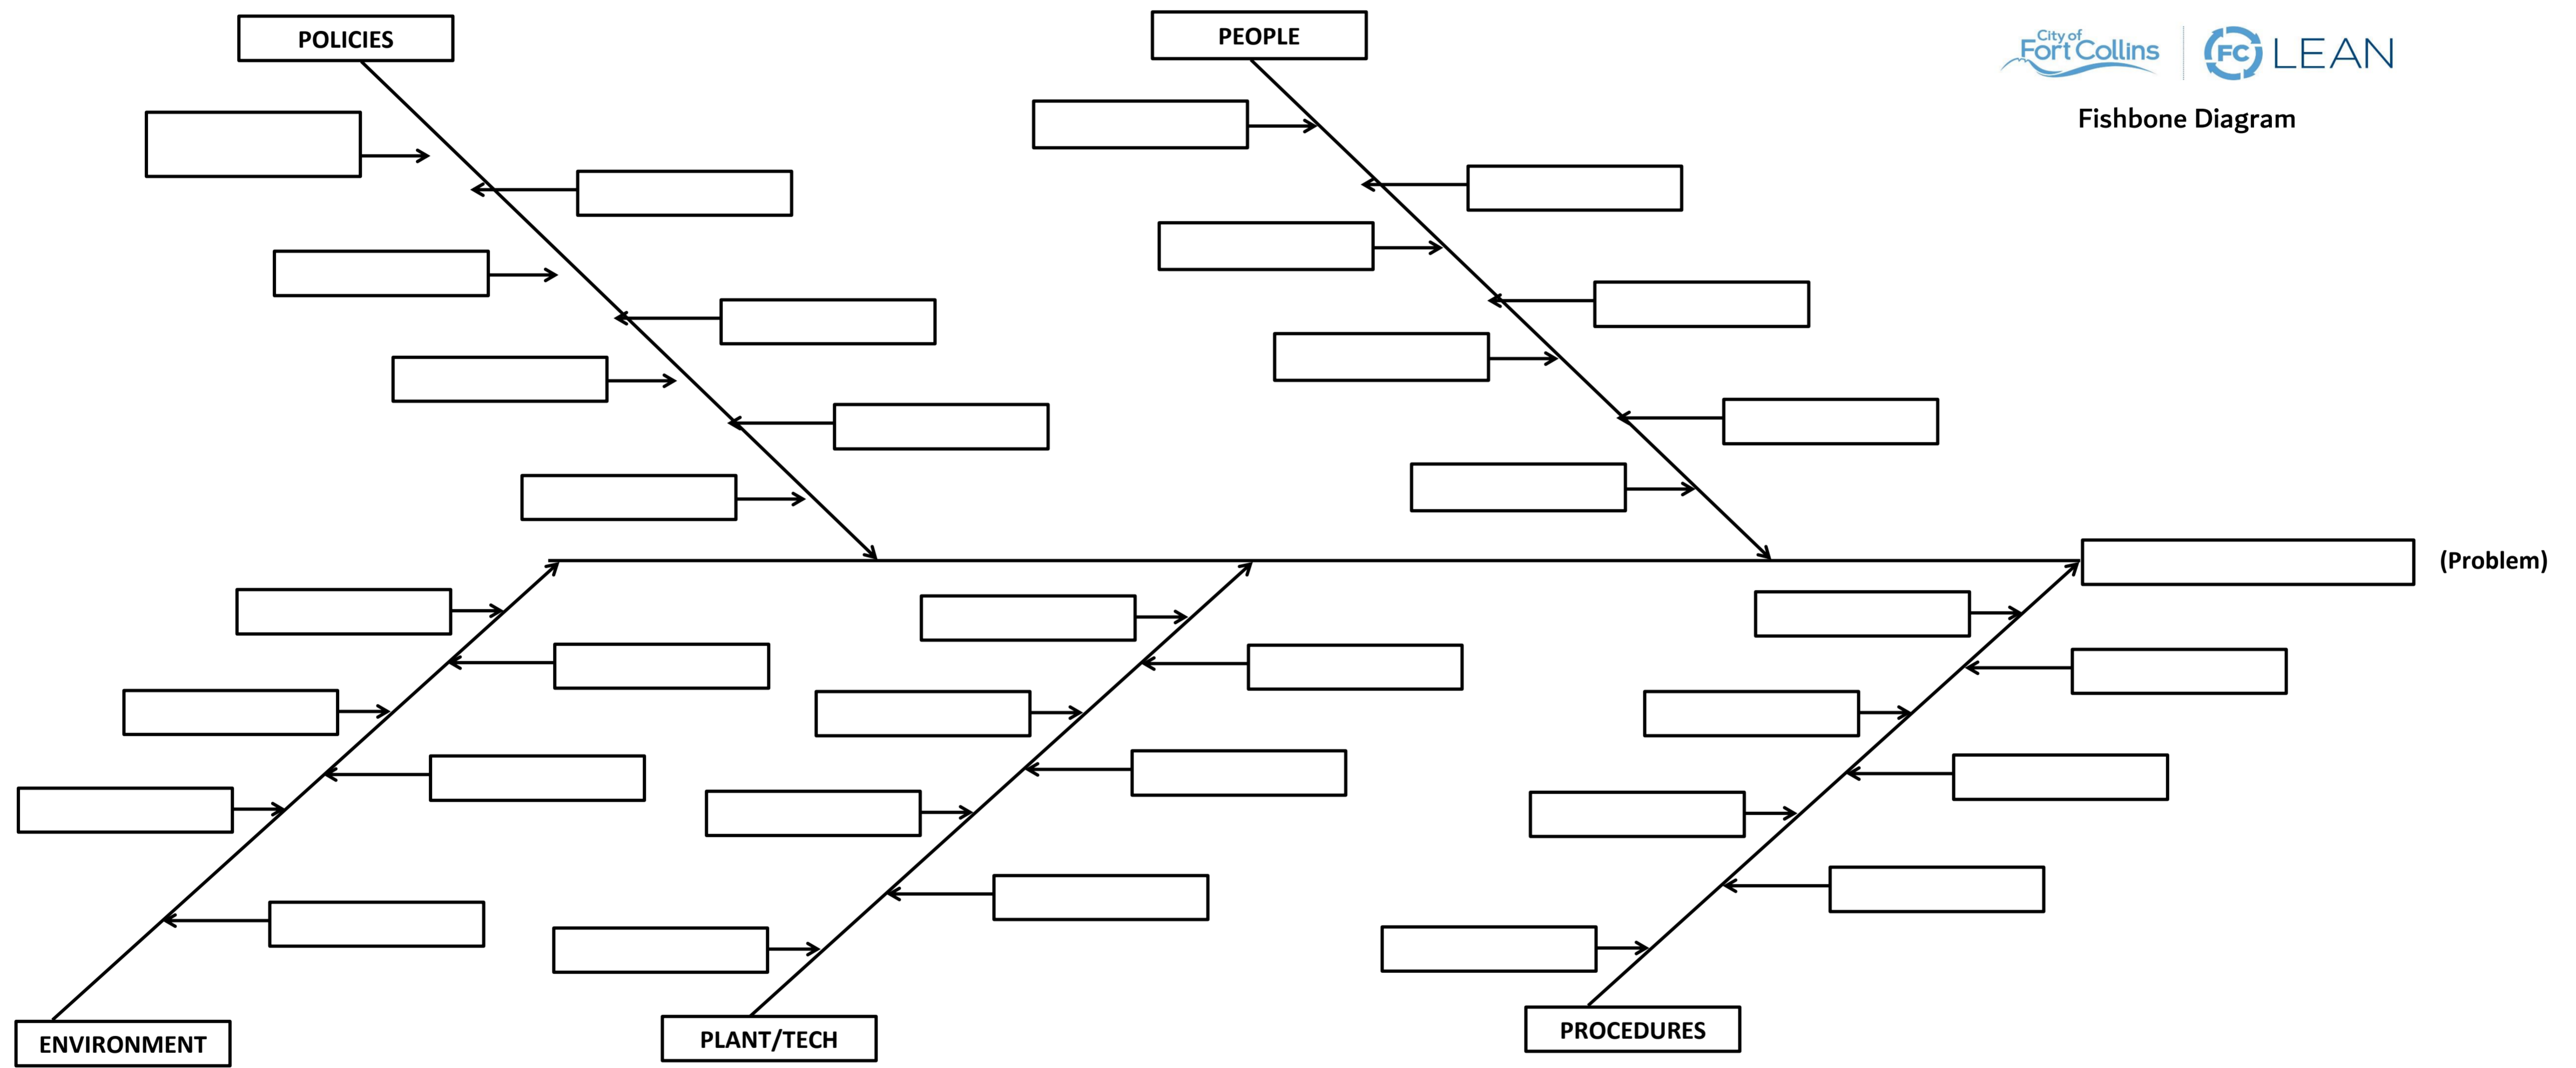 POLICIES
PEOPLE
City of
Fort Collins
FC LEAN
Fishbone Diagram
(Problem)
ENVIRONMENT
PLANT/TECH
PROCEDURES